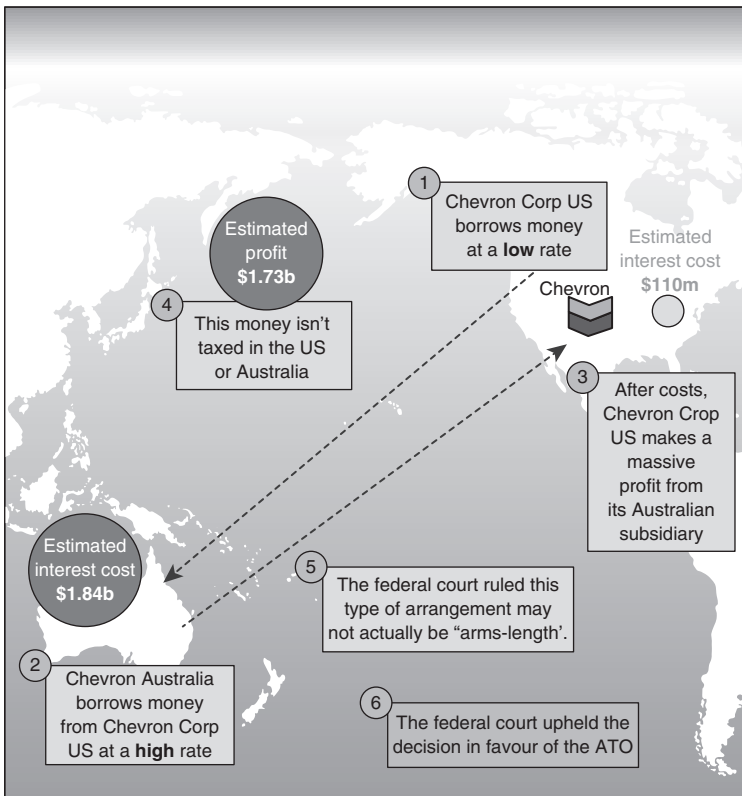 1
Chevron Corp US
borrows money
at a low rate
Estimated
interest cost
$110m
Chevron
Estimated
profit
$1.73b
4
This money isn't
taxed in the US
or Australia
3
After costs,
Chevron Crop
US makes a
massive
profit from
its Australian
subsidiary
Estimated
interest cost
$1.84b
5
The federal court ruled this
type of arrangement may
not actually be “arms-length’.
2
Chevron Australia
borrows money
from Chevron Corp
US at a high rate
6
The federal court upheld the
decision in favour of the ATO